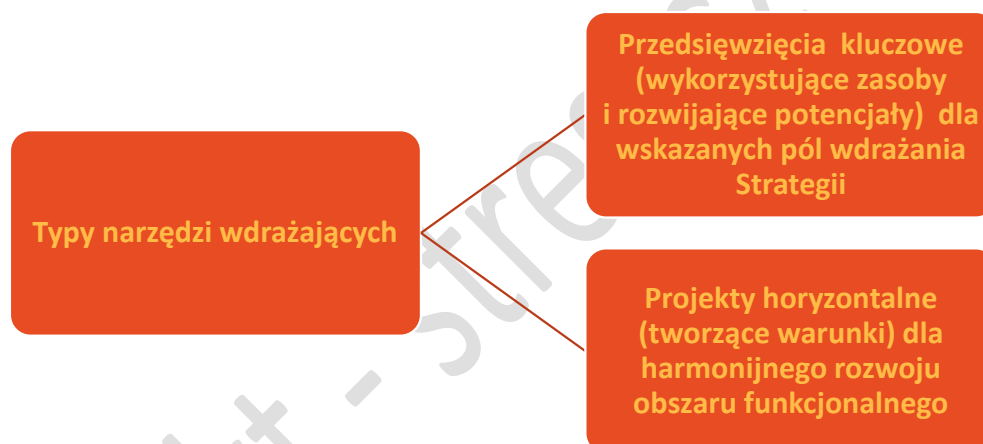 Typy narzędzi wdrażających
Przedsięwzięcia kluczowe
(wykorzystujące zasoby
i rozwijające potencjały) dla
wskazanych pól wdrażania
Strategii
Projekty horyzontalne
(tworzące warunki) dla
harmonijnego rozwoju
obszaru funkcjonalnego